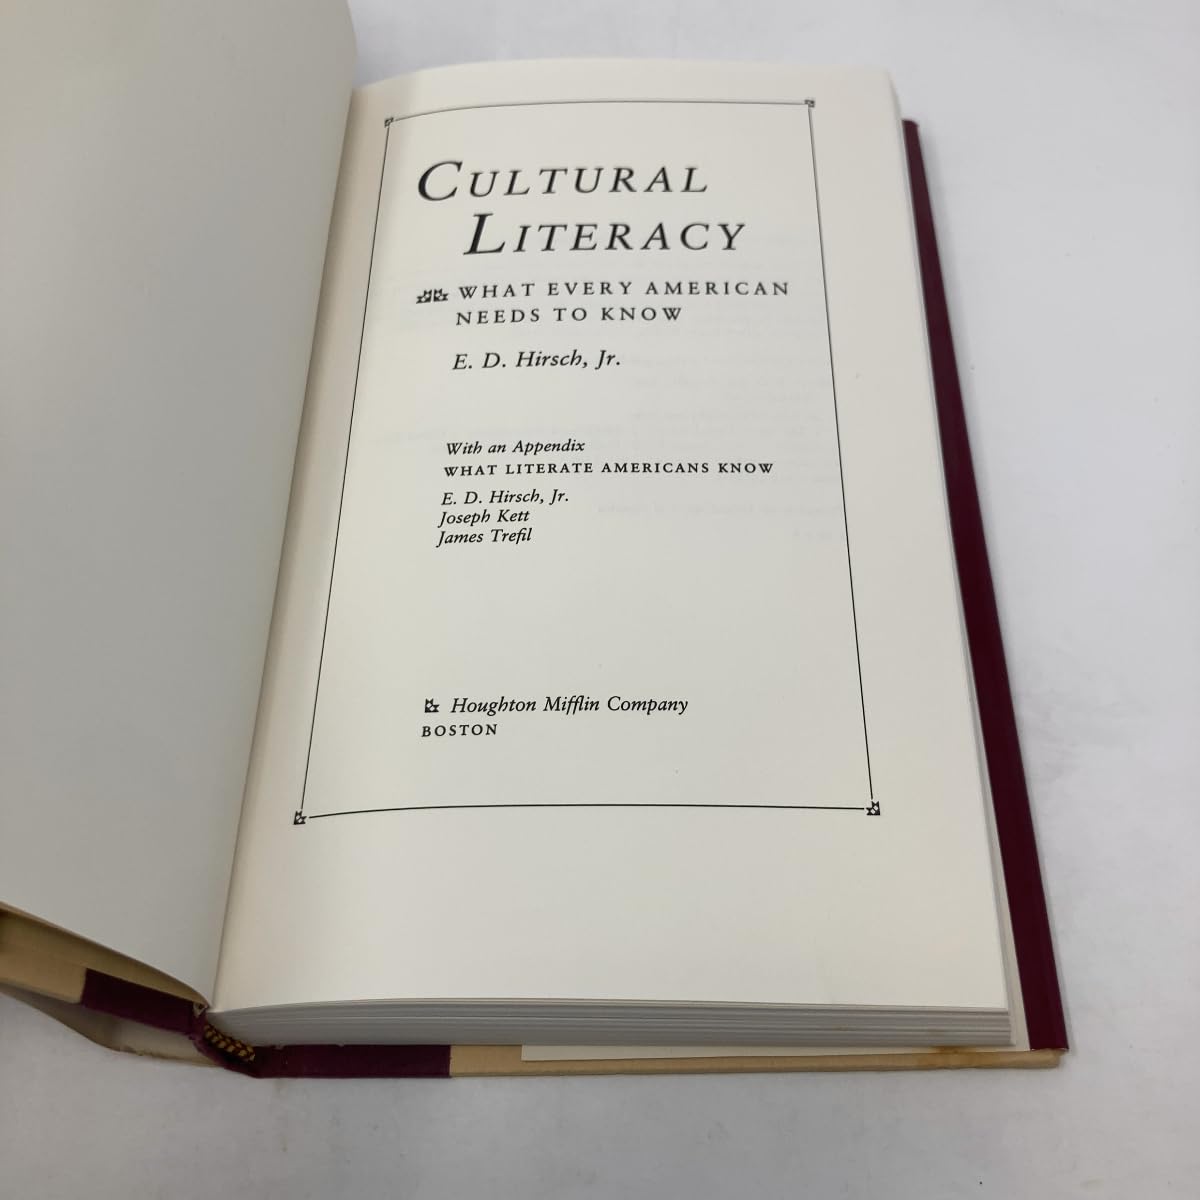 CULTURAL
LITERACY
WHAT EVERY AMERICAN
NEEDS TO KNOW
E. D. Hirsch, Jr.
With an Appendix
WHAT LITERATE AMERICANS KNOW
E. D. Hirsch, Jr.
Joseph Kett
James Trefil
Houghton Mifflin Company
BOSTON